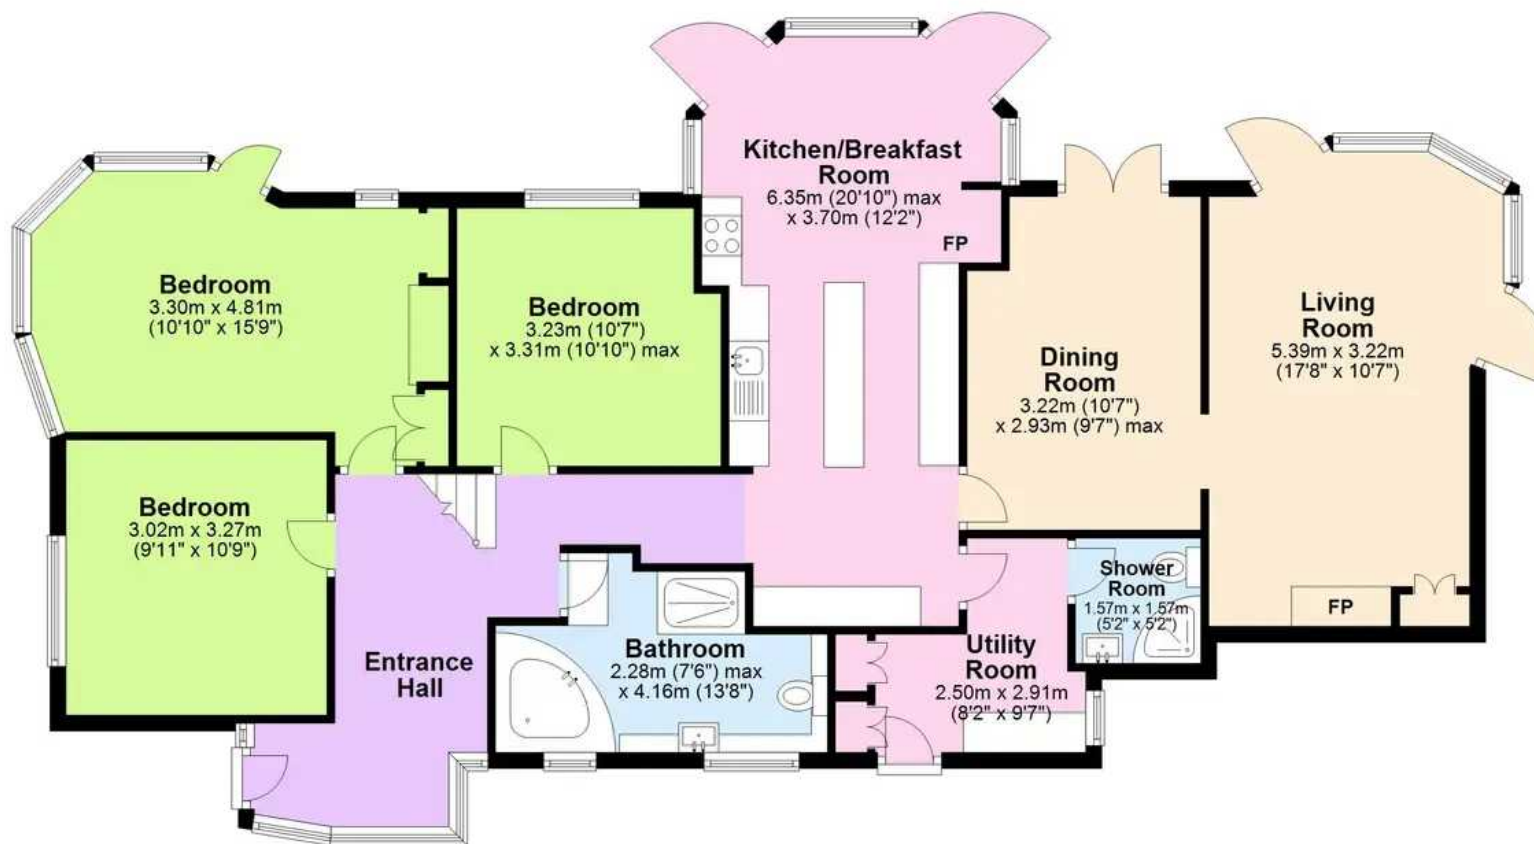 Kitchen/Breakfast
Room
6.35m (20'10") max
x 3.70m (12'2")
FP
Bedroom
3.30m x 4.81m
(10'10" x 15'9")
Bedroom
3.23m (10'7")
x 3.31m (10'10") max
Living
Room
5.39m x 3.22m
(17'8" x 10'7")
Dining
Room
3.22m (10'7")
x 2.93m (9'7") max
Bedroom
3.02m x 3.27m
(9'11" x 10'9")
Shower
Room
1.57m x 1.57m
(5'2" x 5'2")
FP
Entrance
Hall
Bathroom
2.28m (7'6") max
x 4.16m (13'8")
Utility
Room
2.50m x 2.91m
(8'2" x 9'7")